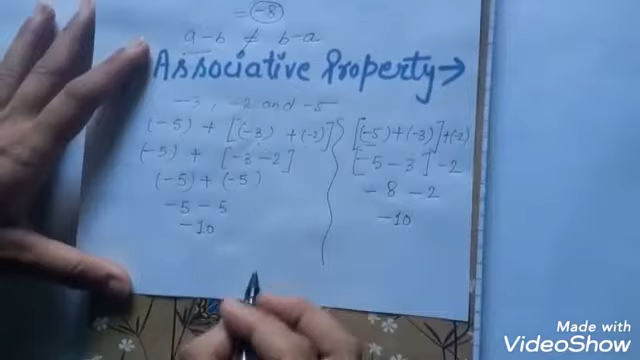 = -8
a-b ≠ b-a
Associative Property →
-3, -2 and -5
(-5) + [(-3) +(-2)]
(-5) + [-3-2]
(-5)+(-5)
-5-5
-10
[(-5)+(-3)]+(-2)
[-5-3]-2
-8-2
-10
Made with
VideoShow